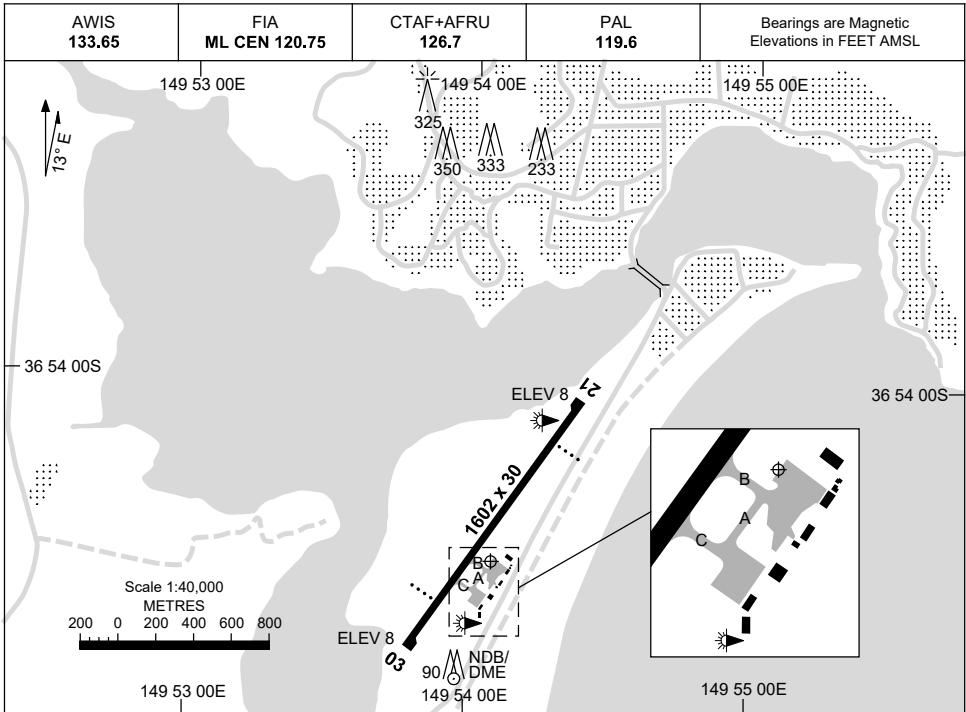 AWIS
133.65
FIA
ML CEN 120.75
CTAF+AFRU
126.7
PAL
119.6
Bearings are Magnetic
Elevations in FEET AMSL
149 53 00E
149 54 00E
149 55 00E
13° E
325
350
333
233
36 54 00S
36 54 00S
ELEV 8
21
1602 x 30
B
A
C
B
A
C
Scale 1:40,000
METRES
200 0 200 400 600 800
ELEV 8
03
90
NDB/
DME
149 53 00E
149 54 00E
149 55 00E